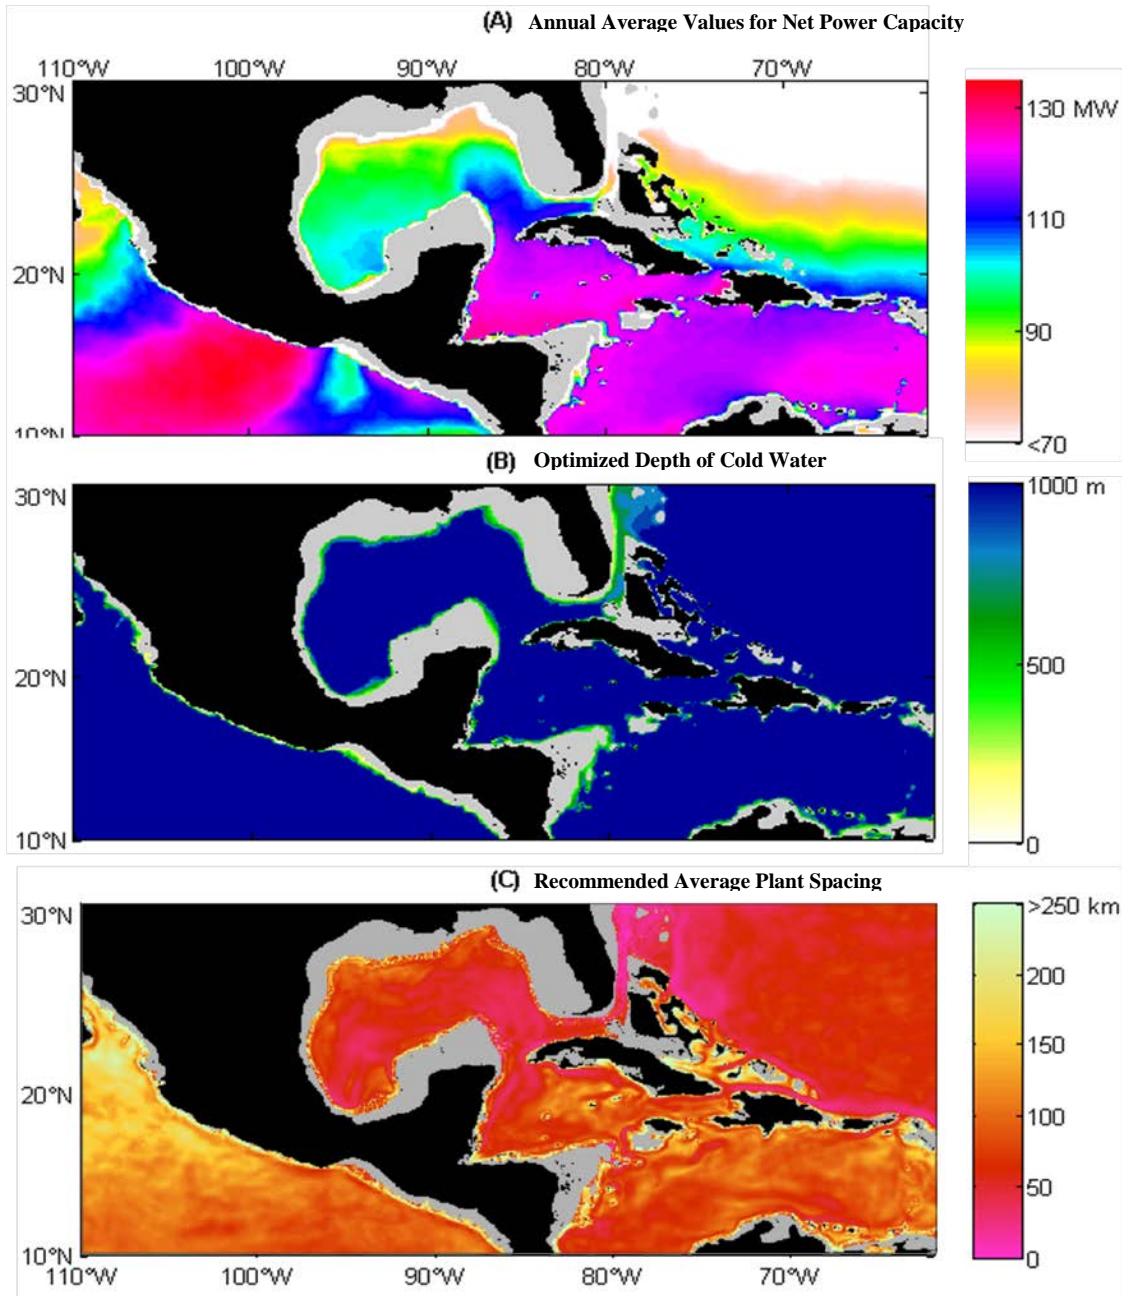 (A) Annual Average Values for Net Power Capacity
110°W 100°W 90°W 80°W 70°W
30°N
20°N
10°N
130 MW
110
90
<70
(B) Optimized Depth of Cold Water
30°N
20°N
10°N
1000 m
500
0
(C) Recommended Average Plant Spacing
30°N
20°N
10°N
110°W 100°W 90°W 80°W 70°W
>250 km
200
150
100
50
0